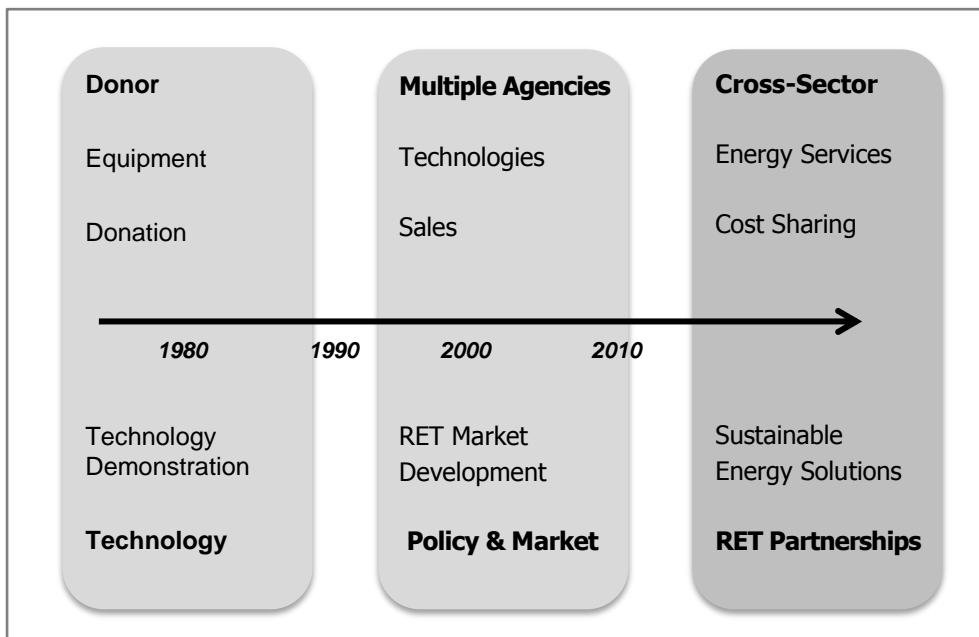 Donor
Equipment
Donation
Multiple Agencies
Technologies
Sales
Cross-Sector
Energy Services
Cost Sharing
1980
1990
2000
2010
Technology
Demonstration
Technology
RET Market
Development
Policy & Market
Sustainable
Energy Solutions
RET Partnerships